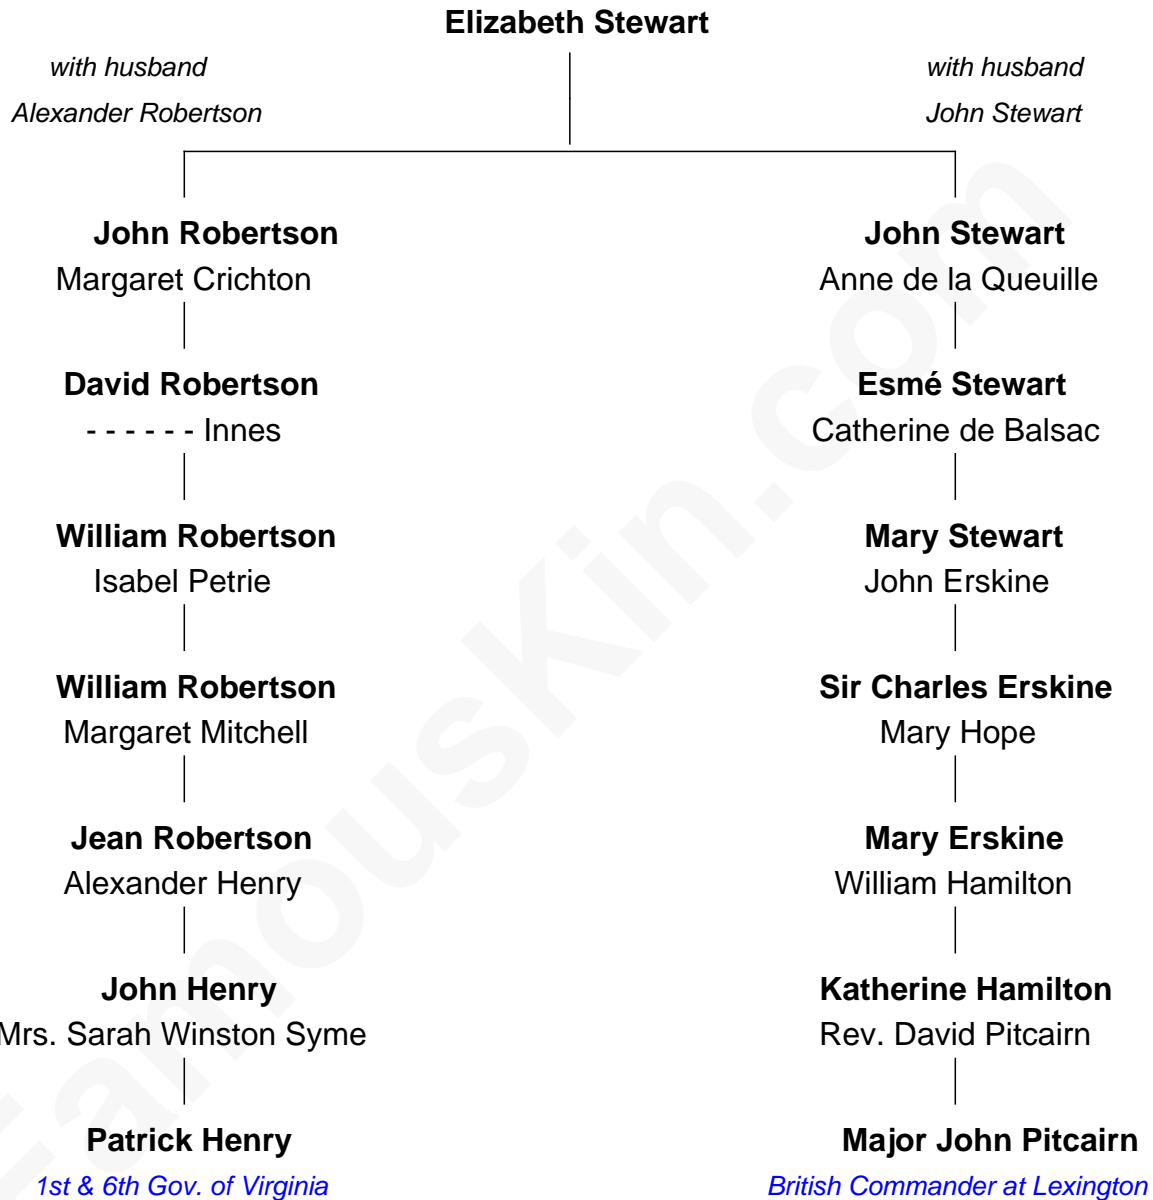 Elizabeth Stewart
with husband
Alexander Robertson
with husband
John Stewart
John Robertson
Margaret Crichton
John Stewart
Anne de la Queuille
David Robertson
- - - - - - Innes
Esmé Stewart
Catherine de Balsac
William Robertson
Isabel Petrie
Mary Stewart
John Erskine
William Robertson
Margaret Mitchell
Sir Charles Erskine
Mary Hope
Jean Robertson
Alexander Henry
Mary Erskine
William Hamilton
John Henry
Mrs. Sarah Winston Syme
Katherine Hamilton
Rev. David Pitcairn
Patrick Henry
1st & 6th Gov. of Virginia
Major John Pitcairn
British Commander at Lexington
FamousKin.com